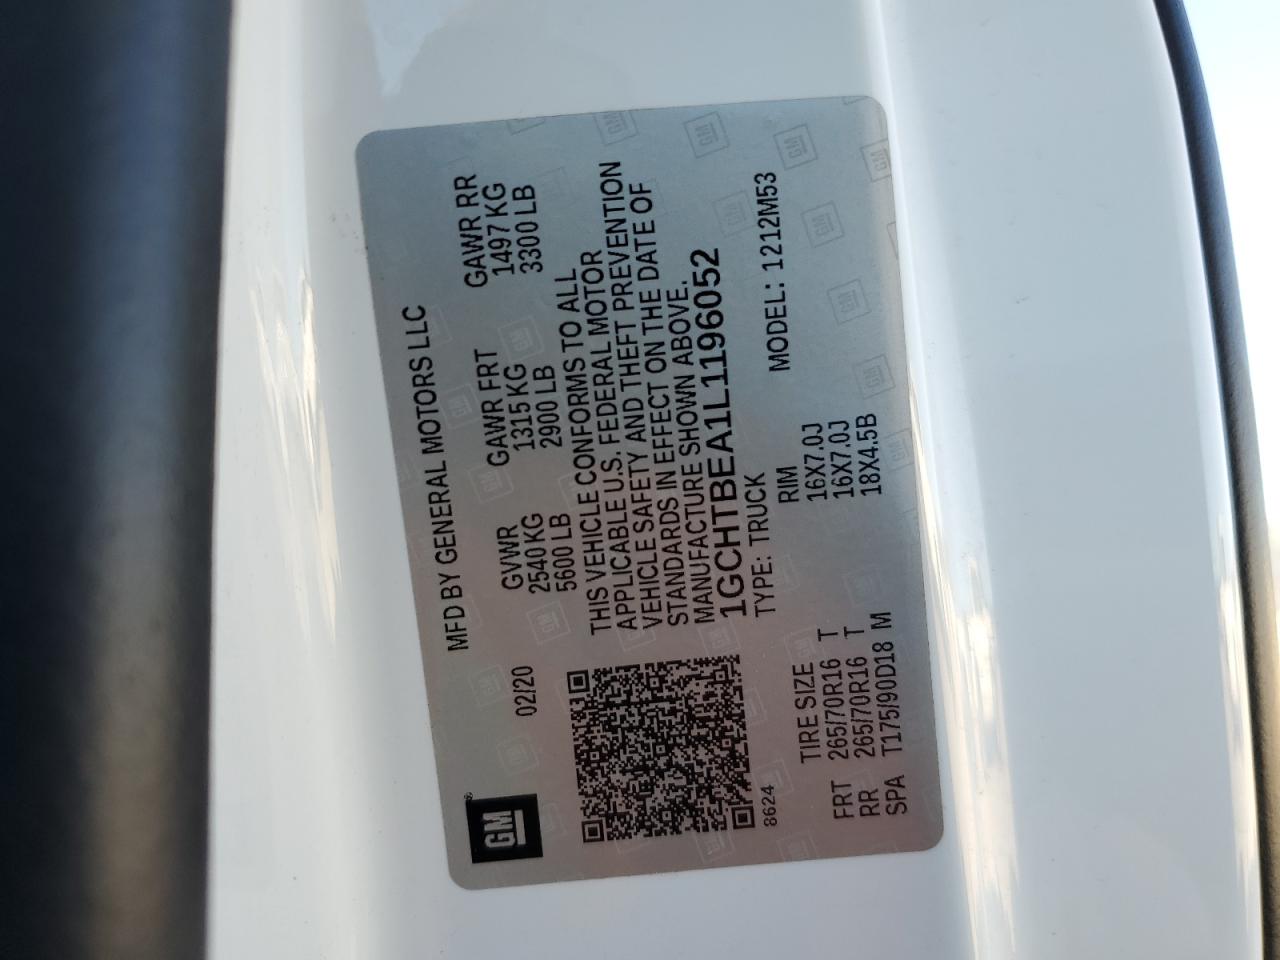 GM®
MFD BY GENERAL MOTORS LLC
02/20 GVWR GAWR FRT GAWR RR
2540 KG 1315 KG 1497 KG
5600 LB 2900 LB 3300 LB
THIS VEHICLE CONFORMS TO ALL
APPLICABLE U.S. FEDERAL MOTOR
VEHICLE SAFETY AND THEFT PREVENTION
STANDARDS IN EFFECT ON THE DATE OF
MANUFACTURE SHOWN ABOVE.
1GCHTBEA1L1196052
8624 TYPE: TRUCK MODEL: 1212M53
TIRE SIZE RIM
FRT 265/70R16 T 16X7.0J
RR 265/70R16 T 16X7.0J
SPA T175/90D18 M 18X4.5B